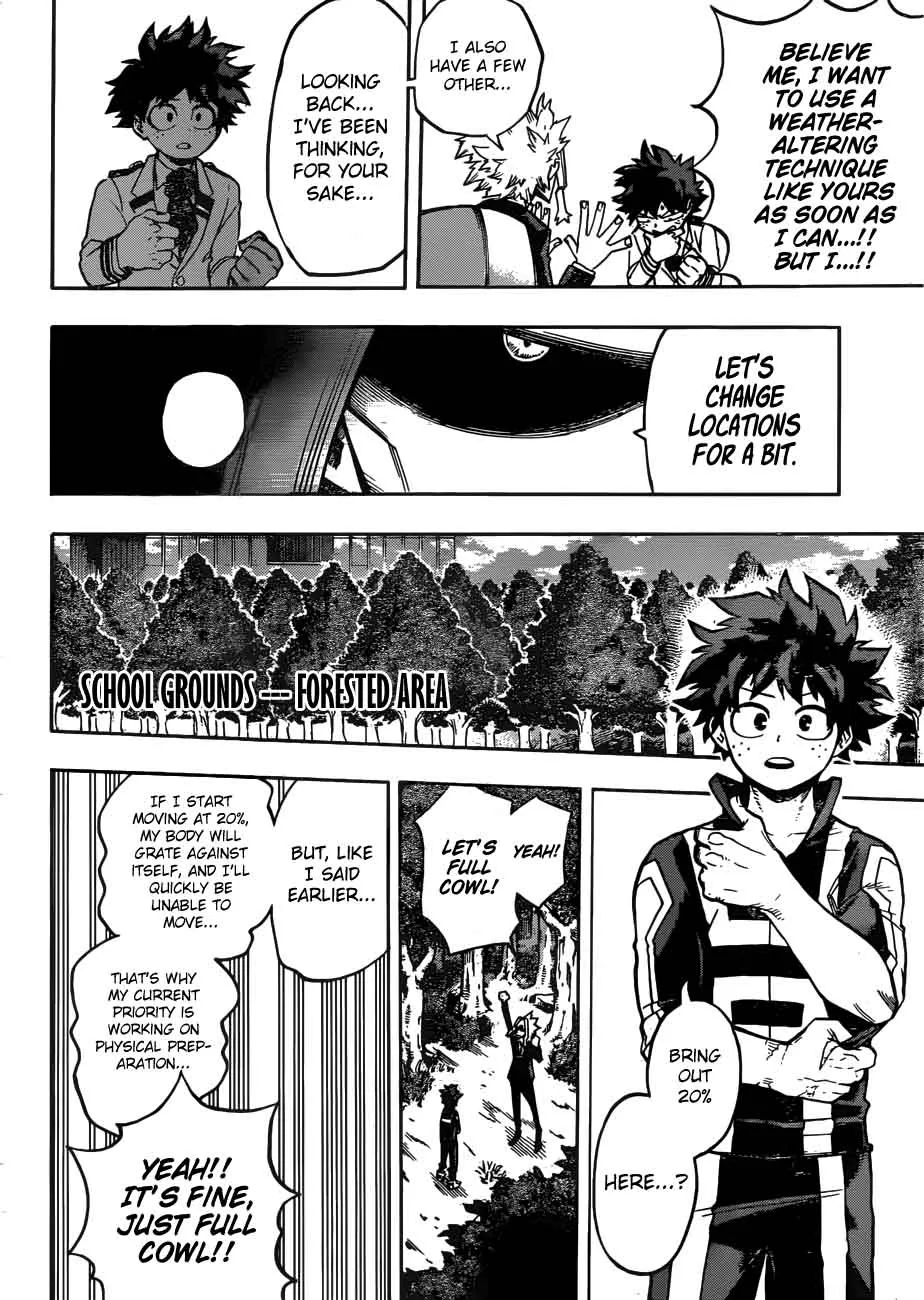 BELIEVE
ME, I WANT
TO USE A
WEATHER-
ALTERING
TECHNIQUE
LIKE YOURS
AS SOON AS
I CAN...!!
BUT I...!!
I ALSO
HAVE A FEW
OTHER...
LOOKING
BACK...
I'VE BEEN
THINKING,
FOR YOUR
SAKE...
LET'S
CHANGE
LOCATIONS
FOR A BIT.
SCHOOL GROUNDS — FORESTED AREA
BRING
OUT
20%
HERE...?
YEAH!
LET'S
FULL
COWL!
BUT, LIKE
I SAID
EARLIER...
IF I START
MOVING AT 20%,
MY BODY WILL
GRATE AGAINST
ITSELF, AND I'LL
QUICKLY BE
UNABLE TO
MOVE...
THAT'S WHY
MY CURRENT
PRIORITY IS
WORKING ON
PHYSICAL PREP-
ARATION...
YEAH!!
IT'S FINE,
JUST FULL
COWL!!